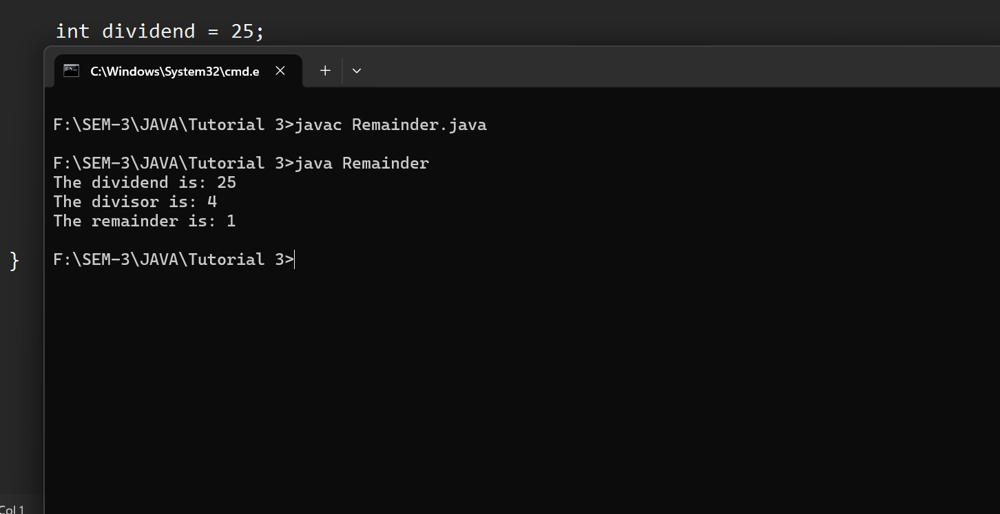 int dividend = 25;
C:\Windows\System32\cmd.e
F:\SEM-3\JAVA\Tutorial 3>javac Remainder.java
F:\SEM-3\JAVA\Tutorial 3>java Remainder
The dividend is: 25
The divisor is: 4
The remainder is: 1
}
F:\SEM-3\JAVA\Tutorial 3>
Col 1